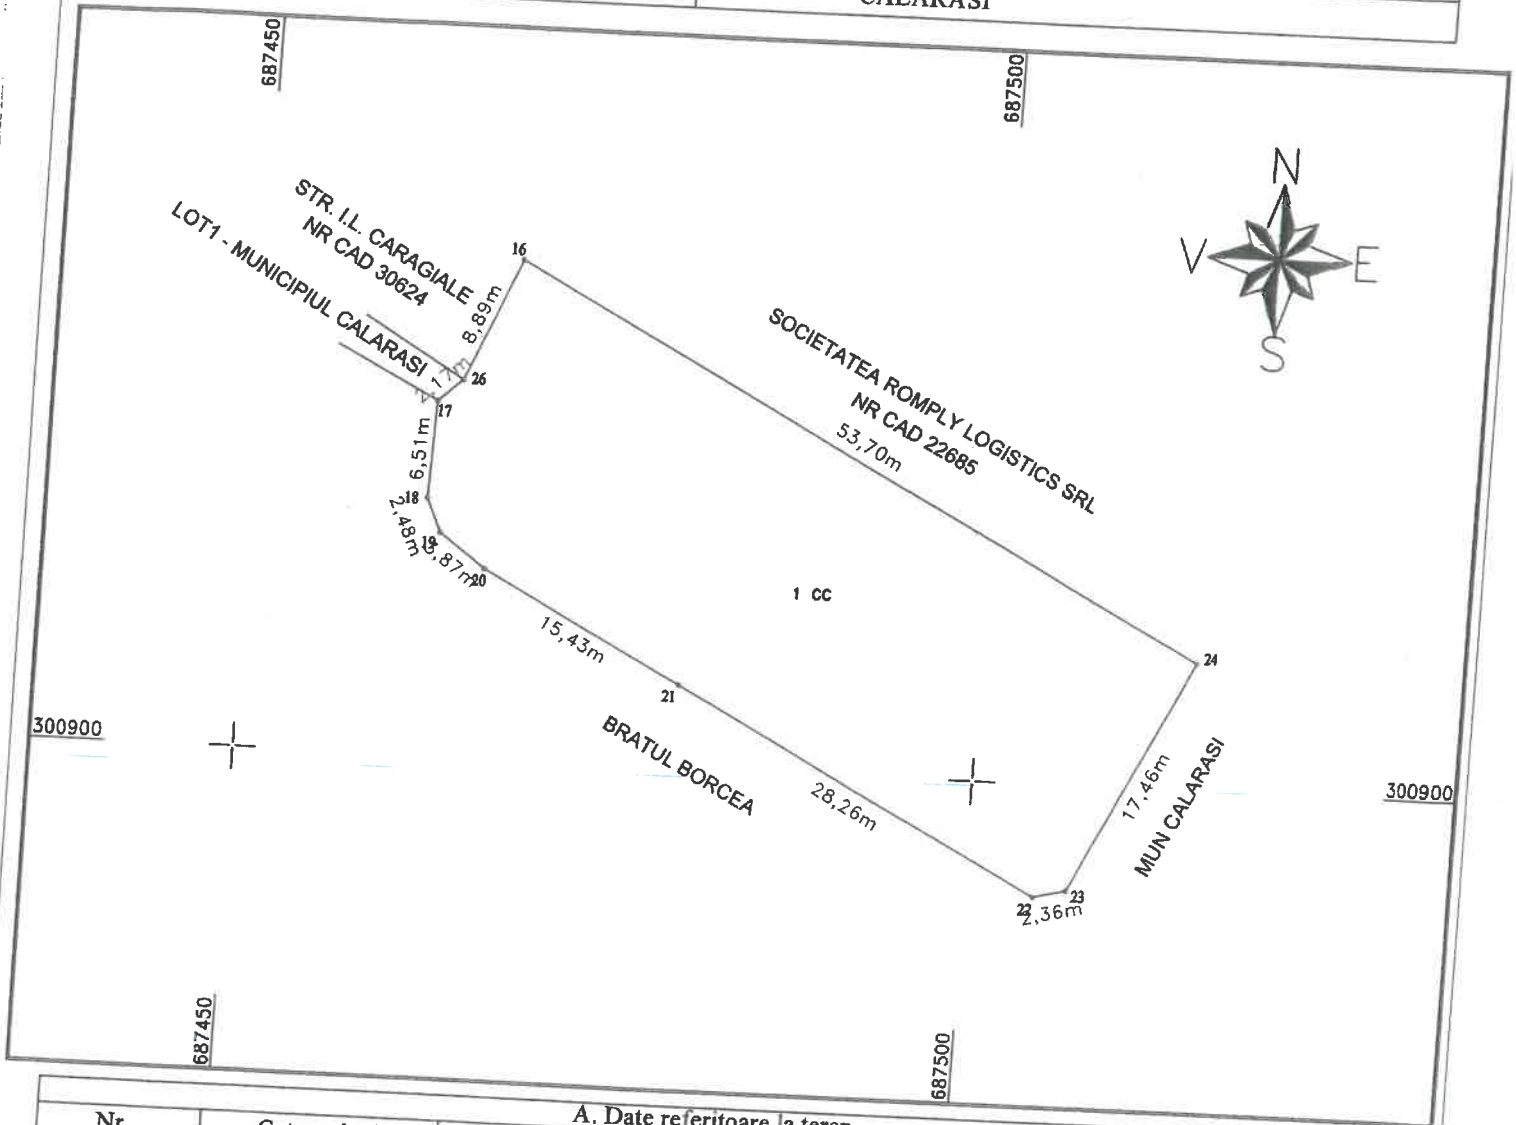 CALARASI
687450
687500
N
V
E
S
STR. I.L. CARAGIALE
NR CAD 30624
LOT1 - MUNICIPIUL CALARASI
16
8,89m
SOCIETATEA ROMPLY LOGISTICS SRL
NR CAD 22685
53,70m
26
2,17m
17
6,51m
18
2,48m
19
3,87m
20
1 CC
15,43m
24
21
300900
BRATUL BORCEA
28,26m
17,46m
MUN CALARASI
300900
22
23
2,36m
687450
687500
A. Date referitoare la teren
Nr